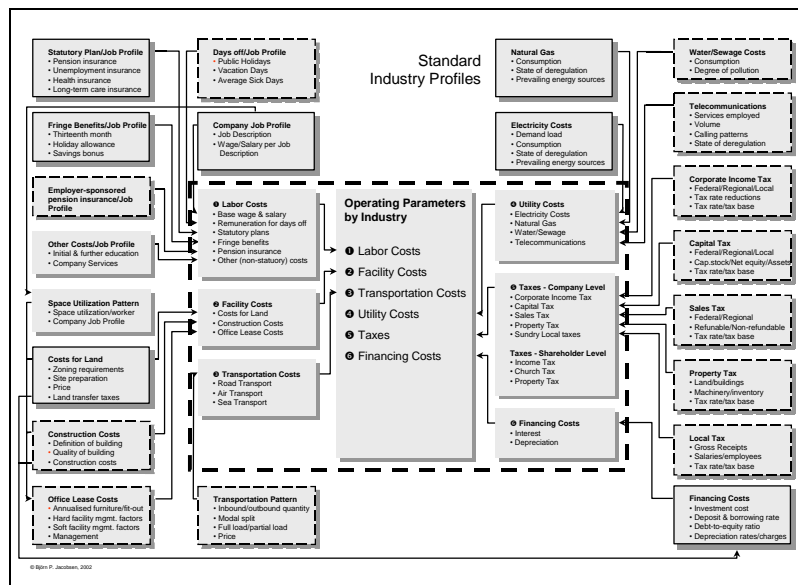 Standard
Industry Profiles
Statutory Plan/Job Profile
• Pension insurance
• Unemployment insurance
• Health insurance
• Long-term care insurance
Fringe Benefits/Job Profile
• Thirteenth month
• Holiday allowance
• Savings bonus
Employer-sponsored
pension insurance/Job
Profile
Other Costs/Job Profile
• Initial & further education
• Company Services
Space Utilization Pattern
• Space utilization/worker
• Company Job Profile
Costs for Land
• Zoning requirements
• Site preparation
• Price
• Land transfer taxes
Construction Costs
• Definition of building
• Quality of building
• Construction costs
Office Lease Costs
• Annualised furniture/fit-out
• Hard facility mgmt. factors
• Soft facility mgmt. factors
• Management
Days off/Job Profile
• Public Holidays
• Vacation Days
• Average Sick Days
Company Job Profile
• Job Description
• Wage/Salary per Job
Description
❶ Labor Costs
• Base wage & salary
• Remuneration for days off
• Statutory plans
• Fringe benefits
• Pension insurance
• Other (non-statuory) costs
❷ Facility Costs
• Costs for Land
• Construction Costs
• Office Lease Costs
❸ Transportation Costs
• Road Transport
• Air Transport
• Sea Transport
Transportation Pattern
• Inbound/outbound quantity
• Modal split
• Full load/partial load
• Price
Operating Parameters
by Industry
❶ Labor Costs
❷ Facility Costs
❸ Transportation Costs
❹ Utility Costs
❺ Taxes
❻ Financing Costs
Natural Gas
• Consumption
• State of deregulation
• Prevailing energy sources
Electricity Costs
• Demand load
• Consumption
• State of deregulation
• Prevailing energy sources
❹ Utility Costs
• Electricity Costs
• Natural Gas
• Water/Sewage
• Telecommunications
❺ Taxes - Company Level
• Corporate Income Tax
• Capital Tax
• Sales Tax
• Property Tax
• Sundry Local taxes
Taxes - Shareholder Level
• Income Tax
• Church Tax
• Property Tax
❻ Financing Costs
• Interest
• Depreciation
Water/Sewage Costs
• Consumption
• Degree of pollution
Telecommunications
• Services employed
• Volume
• Calling patterns
• State of deregulation
Corporate Income Tax
• Federal/Regional/Local
• Tax rate reductions
• Tax rate/tax base
Capital Tax
• Federal/Regional/Local
• Cap.stock/Net equity/Assets
• Tax rate/tax base
Sales Tax
• Federal/Regional
• Refundable/Non-refundable
• Tax rate/tax base
Property Tax
• Land/buildings
• Machinery/inventory
• Tax rate/tax base
Local Tax
• Gross Receipts
• Salaries/employees
• Tax rate/tax base
Financing Costs
• Investment cost
• Deposit & borrowing rate
• Debt-to-equity ratio
• Depreciation rates/charges
© Björn P. Jacobsen, 2002